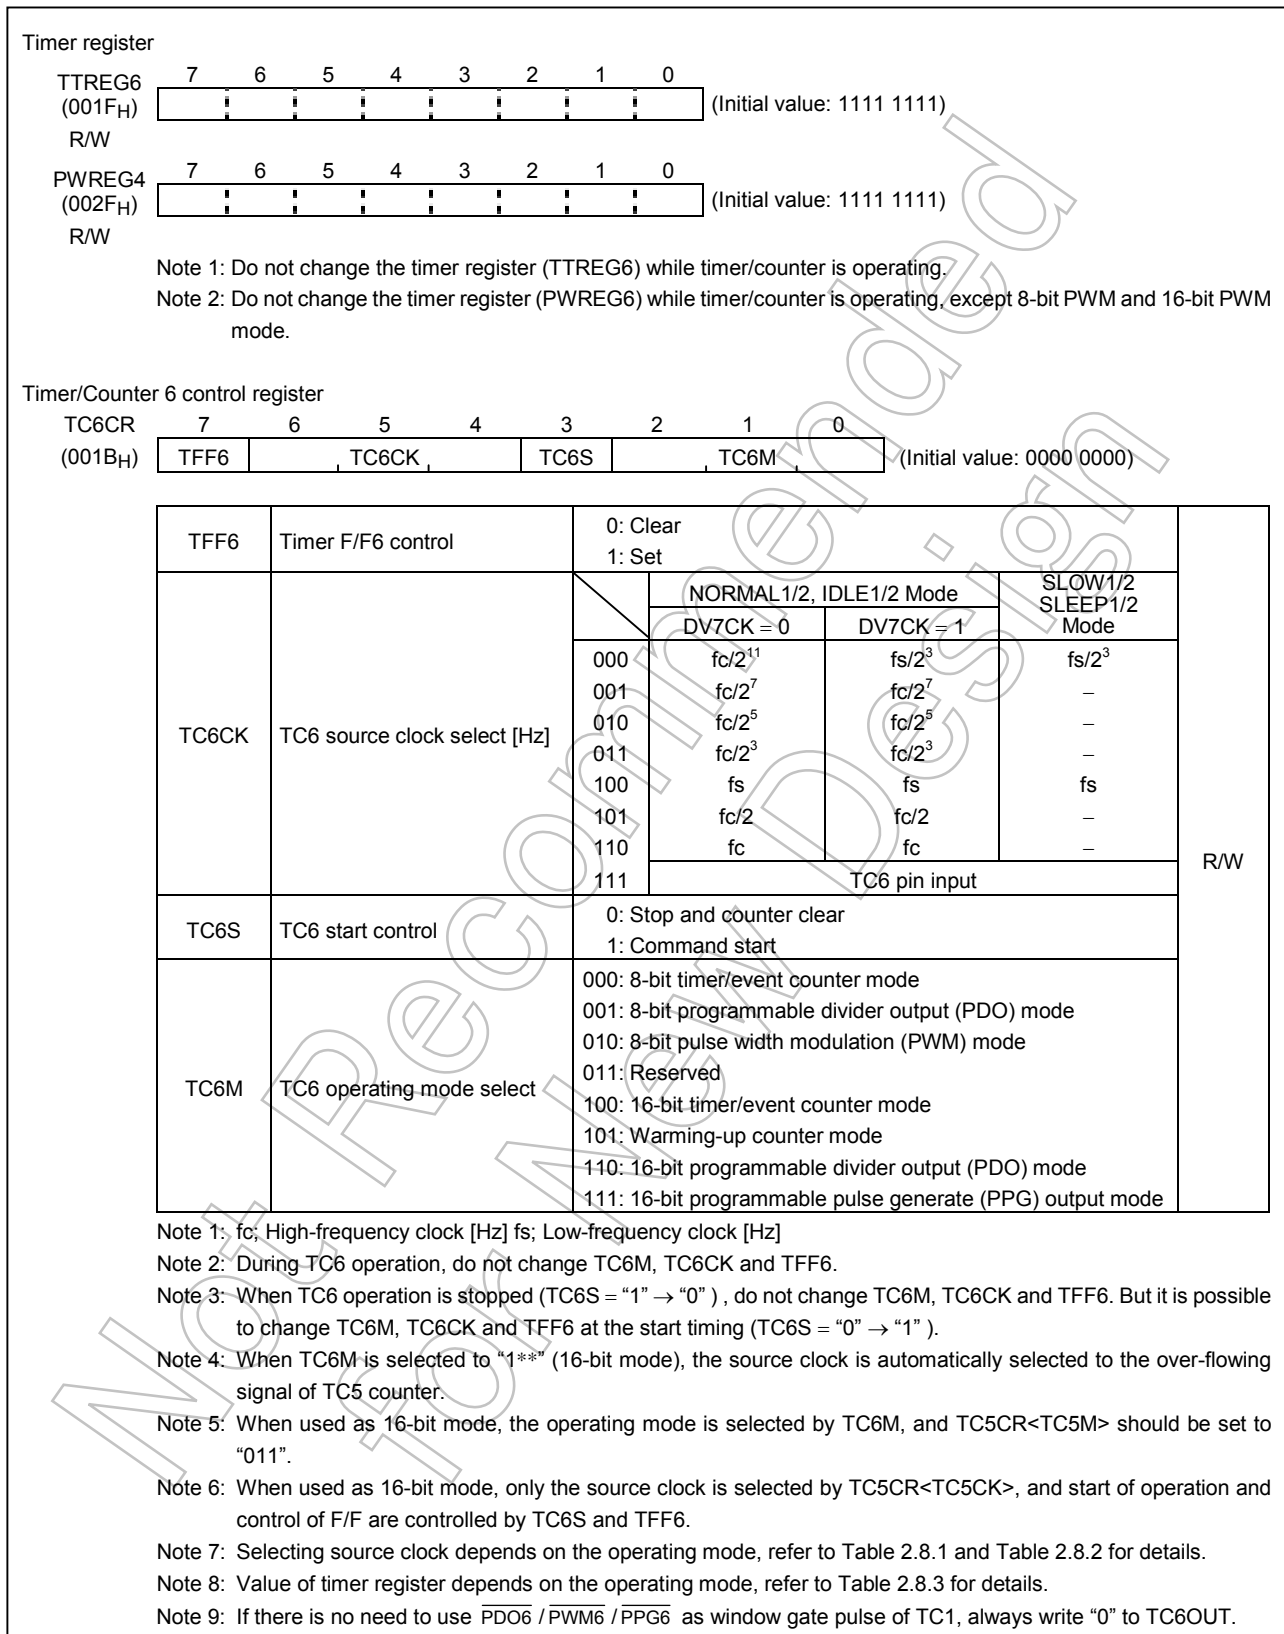 Timer register
TTREG6 7 6 5 4 3 2 1 0
(001FH) (Initial value: 1111 1111)
R/W
PWREG4 7 6 5 4 3 2 1 0
(002FH) (Initial value: 1111 1111)
R/W
Note 1: Do not change the timer register (TTREG6) while timer/counter is operating.
Note 2: Do not change the timer register (PWREG6) while timer/counter is operating, except 8-bit PWM and 16-bit PWM
mode.
Timer/Counter 6 control register
TC6CR 7 6 5 4 3 2 1 0
(001BH) TFF6 TC6CK TC6S TC6M (Initial value: 0000 0000)
TFF6 Timer F/F6 control 0: Clear
1: Set
NORMAL1/2, IDLE1/2 Mode SLOW1/2
SLEEP1/2
DV7CK = 0 DV7CK = 1 Mode
000 fc/2¹¹ fs/2³ fs/2³
001 fc/2⁷ fc/2⁷ –
010 fc/2⁵ fc/2⁵ –
TC6CK TC6 source clock select [Hz]
011 fc/2³ fc/2³ –
100 fs fs fs
101 fc/2 fc/2 –
110 fc fc –
R/W
111 TC6 pin input
TC6S TC6 start control 0: Stop and counter clear
1: Command start
000: 8-bit timer/event counter mode
001: 8-bit programmable divider output (PDO) mode
010: 8-bit pulse width modulation (PWM) mode
011: Reserved
TC6M TC6 operating mode select
100: 16-bit timer/event counter mode
101: Warming-up counter mode
110: 16-bit programmable divider output (PDO) mode
111: 16-bit programmable pulse generate (PPG) output mode
Note 1: fc; High-frequency clock [Hz] fs; Low-frequency clock [Hz]
Note 2: During TC6 operation, do not change TC6M, TC6CK and TFF6.
Note 3: When TC6 operation is stopped (TC6S = “1” → “0” ) , do not change TC6M, TC6CK and TFF6. But it is possible
to change TC6M, TC6CK and TFF6 at the start timing (TC6S = “0” → “1” ).
Note 4: When TC6M is selected to “1**” (16-bit mode), the source clock is automatically selected to the over-flowing
signal of TC5 counter.
Note 5: When used as 16-bit mode, the operating mode is selected by TC6M, and TC5CR<TC5M> should be set to
“011”.
Note 6: When used as 16-bit mode, only the source clock is selected by TC5CR<TC5CK>, and start of operation and
control of F/F are controlled by TC6S and TFF6.
Note 7: Selecting source clock depends on the operating mode, refer to Table 2.8.1 and Table 2.8.2 for details.
Note 8: Value of timer register depends on the operating mode, refer to Table 2.8.3 for details.
Note 9: If there is no need to use PDO6 / PWM6 / PPG6 as window gate pulse of TC1, always write “0” to TC6OUT.
Not Recommended
for New Design